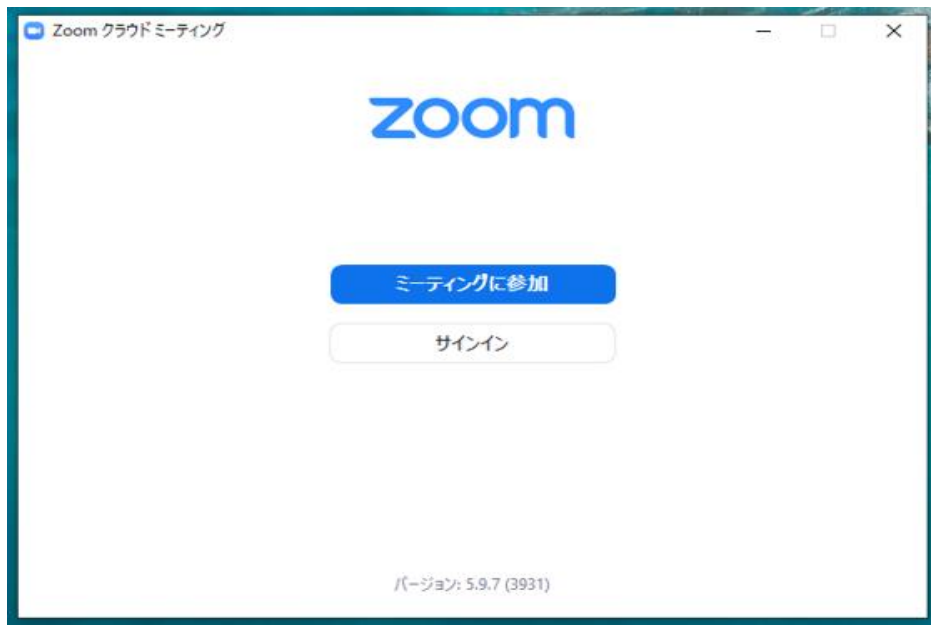 Zoom クラウド ミーティング
zoom
ミーティングに参加
サインイン
バージョン: 5.9.7 (3931)